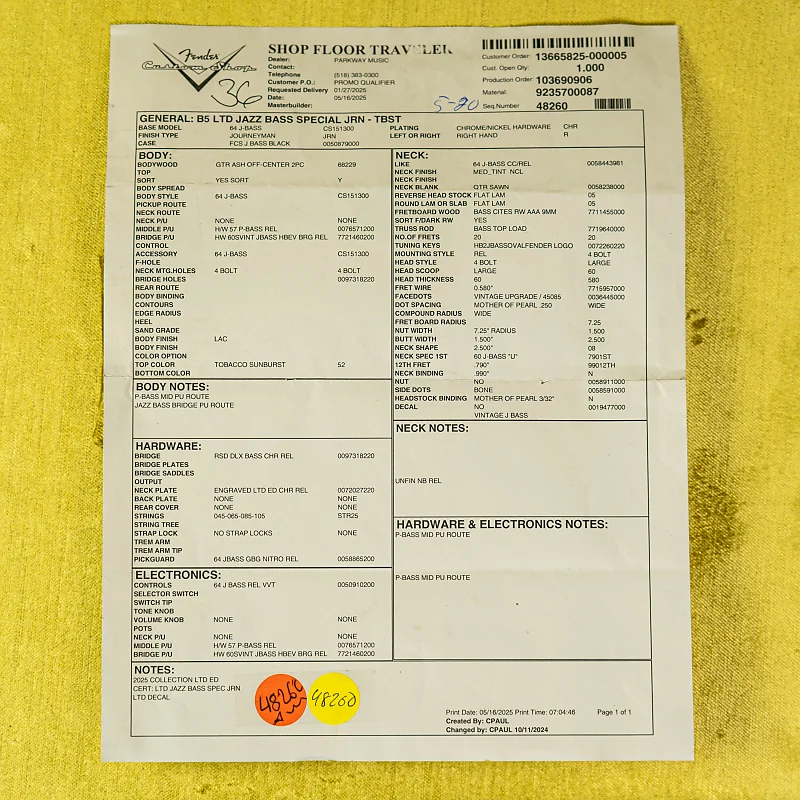 Fender
Custom Shop
36
SHOP FLOOR TRAVELER
Dealer: PARKWAY MUSIC
Contact:
Telephone (518) 383-0300
Customer P.O.: PROMO QUALIFIER
Requested Delivery 01/27/2025
Date: 05/16/2025
Masterbuilder:
5-20
Customer Order: 13665825-000005
Cust. Open Qty: 1,000
Production Order: 103690906
Material: 9235700087
Seq.Number 48260
GENERAL: B5 LTD JAZZ BASS SPECIAL JRN - TBST
BASE MODEL 64 J-BASS CS151300 PLATING CHROME/NICKEL HARDWARE CHR
FINISH TYPE JOURNEYMAN JRN LEFT OR RIGHT RIGHT HAND R
CASE FCS J BASS BLACK 0050879000
BODY:
BODYWOOD GTR ASH OFF-CENTER 2PC 68229
TOP
SORT YES SORT Y
BODY SPREAD
BODY STYLE 64 J-BASS CS151300
PICKUP ROUTE
NECK ROUTE
NECK P/U NONE NONE
MIDDLE P/U H/W 57 P-BASS REL 0076571200
BRIDGE P/U HW 60SVINT JBASS HBEV BRG REL 7721460200
CONTROL
ACCESSORY 64 J-BASS CS151300
F-HOLE
NECK MTG.HOLES 4 BOLT 4 BOLT
BRIDGE HOLES 0097318220
REAR ROUTE
BODY BINDING
CONTOURS
EDGE RADIUS
HEEL
SAND GRADE
BODY FINISH LAC
BODY FINISH
COLOR OPTION
TOP COLOR TOBACCO SUNBURST 52
BOTTOM COLOR
BODY NOTES:
P-BASS MID PU ROUTE
JAZZ BASS BRIDGE PU ROUTE
HARDWARE:
BRIDGE RSD DLX BASS CHR REL 0097318220
BRIDGE PLATES
BRIDGE SADDLES
OUTPUT
NECK PLATE ENGRAVED LTD ED CHR REL 0072027220
BACK PLATE NONE NONE
REAR COVER NONE NONE
STRINGS 045-065-085-105 STR25
STRING TREE
STRAP LOCK NO STRAP LOCKS NONE
TREM ARM
TREM ARM TIP
PICKGUARD 64 JBASS GBG NITRO REL 0058865200
ELECTRONICS:
CONTROLS 64 J BASS REL VVT 0050910200
SELECTOR SWITCH
SWITCH TIP
TONE KNOB
VOLUME KNOB NONE NONE
POTS
NECK P/U NONE NONE
MIDDLE P/U H/W 57 P-BASS REL 0076571200
BRIDGE P/U HW 60SVINT JBASS HBEV BRG REL 7721460200
NECK:
LIKE 64 J-BASS CC/REL 0058443981
NECK FINISH MED_TINT NCL
NECK FINISH
NECK BLANK QTR SAWN 0058238000
REVERSE HEAD STOCK FLAT LAM 05
ROUND LAM OR SLAB FLAT LAM 05
FRETBOARD WOOD BASS CITES RW AAA 9MM 7711455000
SORT F/DARK RW YES
TRUSS ROD BASS TOP LOAD 7719640000
NO.OF FRETS 20 20
TUNING KEYS HB2JBASSOVALFENDER LOGO 0072260220
MOUNTING STYLE REL 4 BOLT
HEAD STYLE 4 BOLT LARGE
HEAD SCOOP LARGE 60
HEAD THICKNESS 60 580
FRET WIRE 0.580" 7715957000
FACEDOTS VINTAGE UPGRADE / 45085 0036445000
DOT SPACING MOTHER OF PEARL .250 WIDE
COMPOUND RADIUS WIDE
FRET BOARD RADIUS 7.25
NUT WIDTH 7.25" RADIUS 1.500
BUTT WIDTH 1.500" 2.500
NECK SHAPE 2.500" 08
NECK SPEC 1ST 60 J-BASS "U" 7901ST
12TH FRET .790" 99012TH
NECK BINDING .990" N
NUT NO 0058911000
SIDE DOTS BONE 0058591000
HEADSTOCK BINDING MOTHER OF PEARL 3/32" N
DECAL NO 0019477000
VINTAGE J BASS
NECK NOTES:
UNFIN NB REL
HARDWARE & ELECTRONICS NOTES:
P-BASS MID PU ROUTE
P-BASS MID PU ROUTE
NOTES:
2025 COLLECTION LTD ED
CERT: LTD JAZZ BASS SPEC JRN
LTD DECAL
48260
48260
Print Date: 05/16/2025 Print Time: 07:04:46 Page 1 of 1
Created By: CPAUL
Changed by: CPAUL 10/11/2024